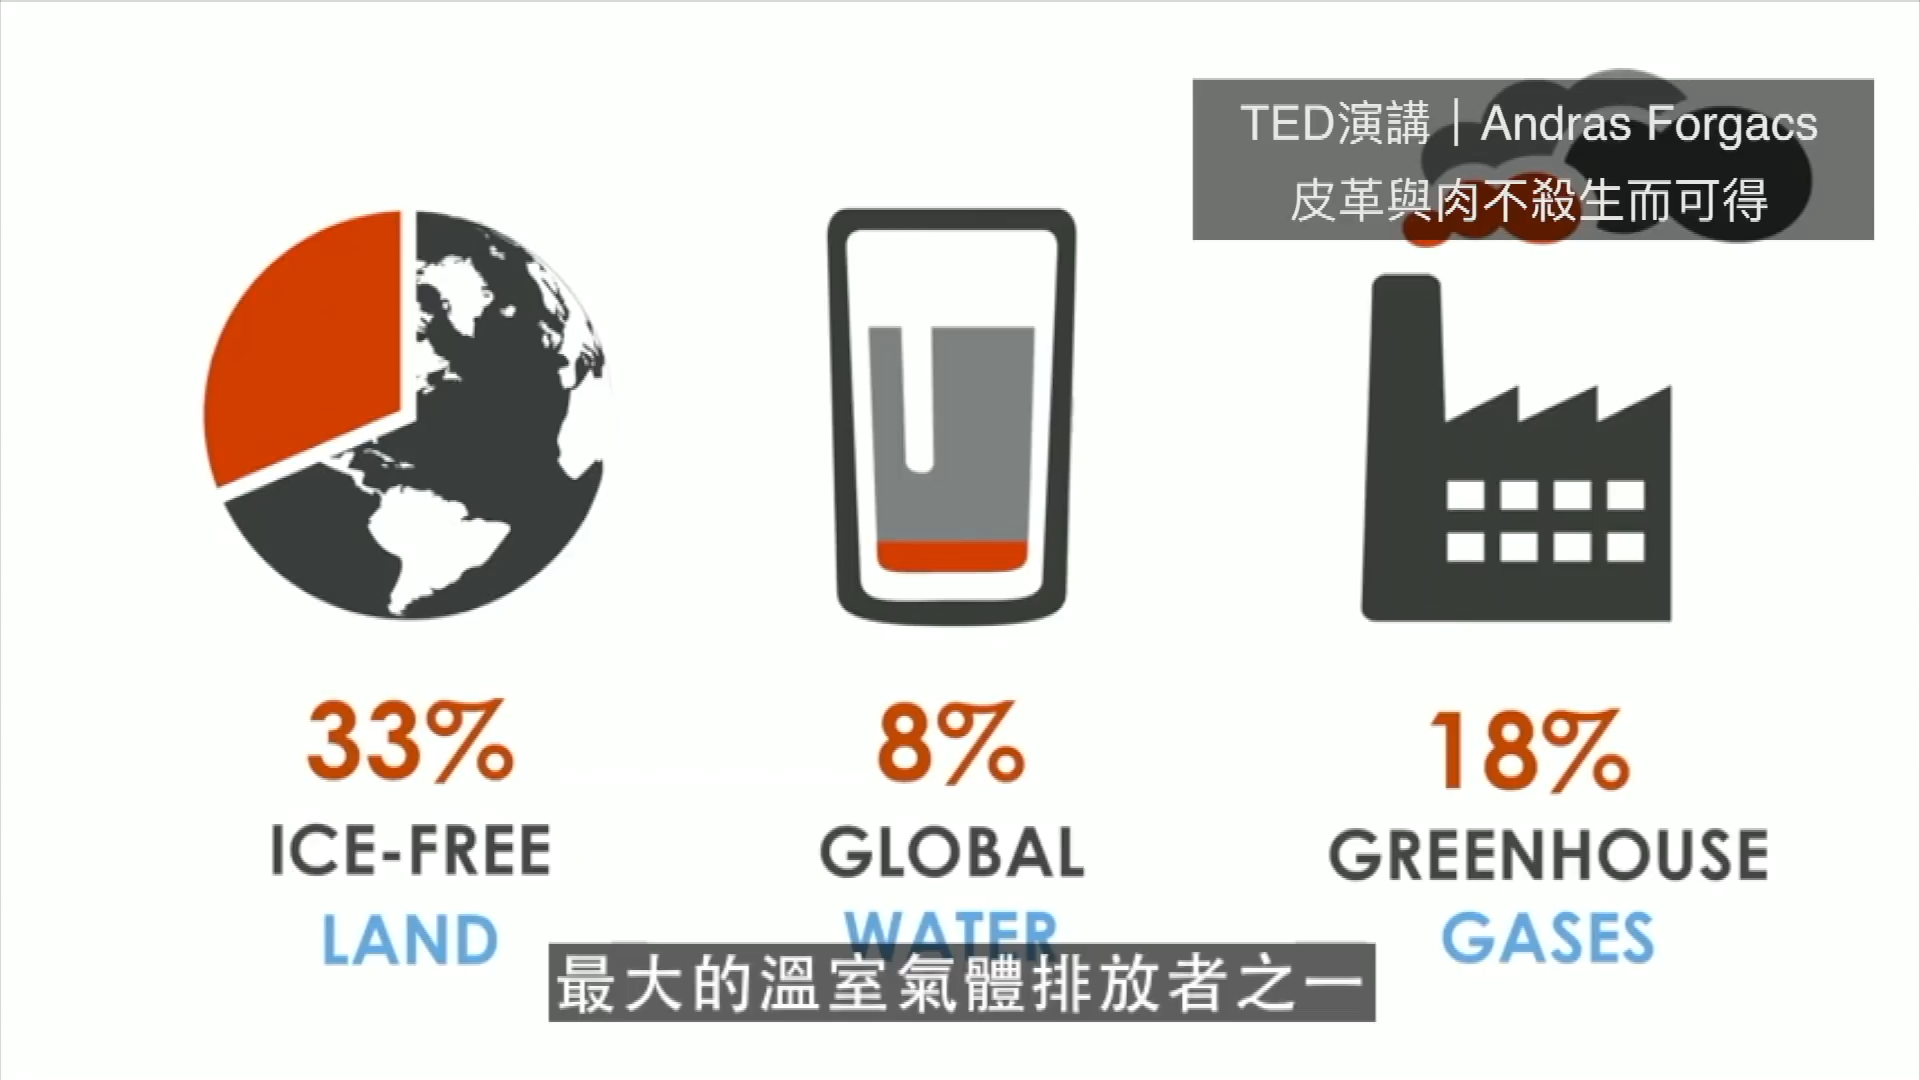 TED演講｜Andras Forgacs
皮革與肉不殺生而可得
33%
ICE-FREE
LAND
8%
GLOBAL
WATER
18%
GREENHOUSE
GASES
最大的溫室氣體排放者之一